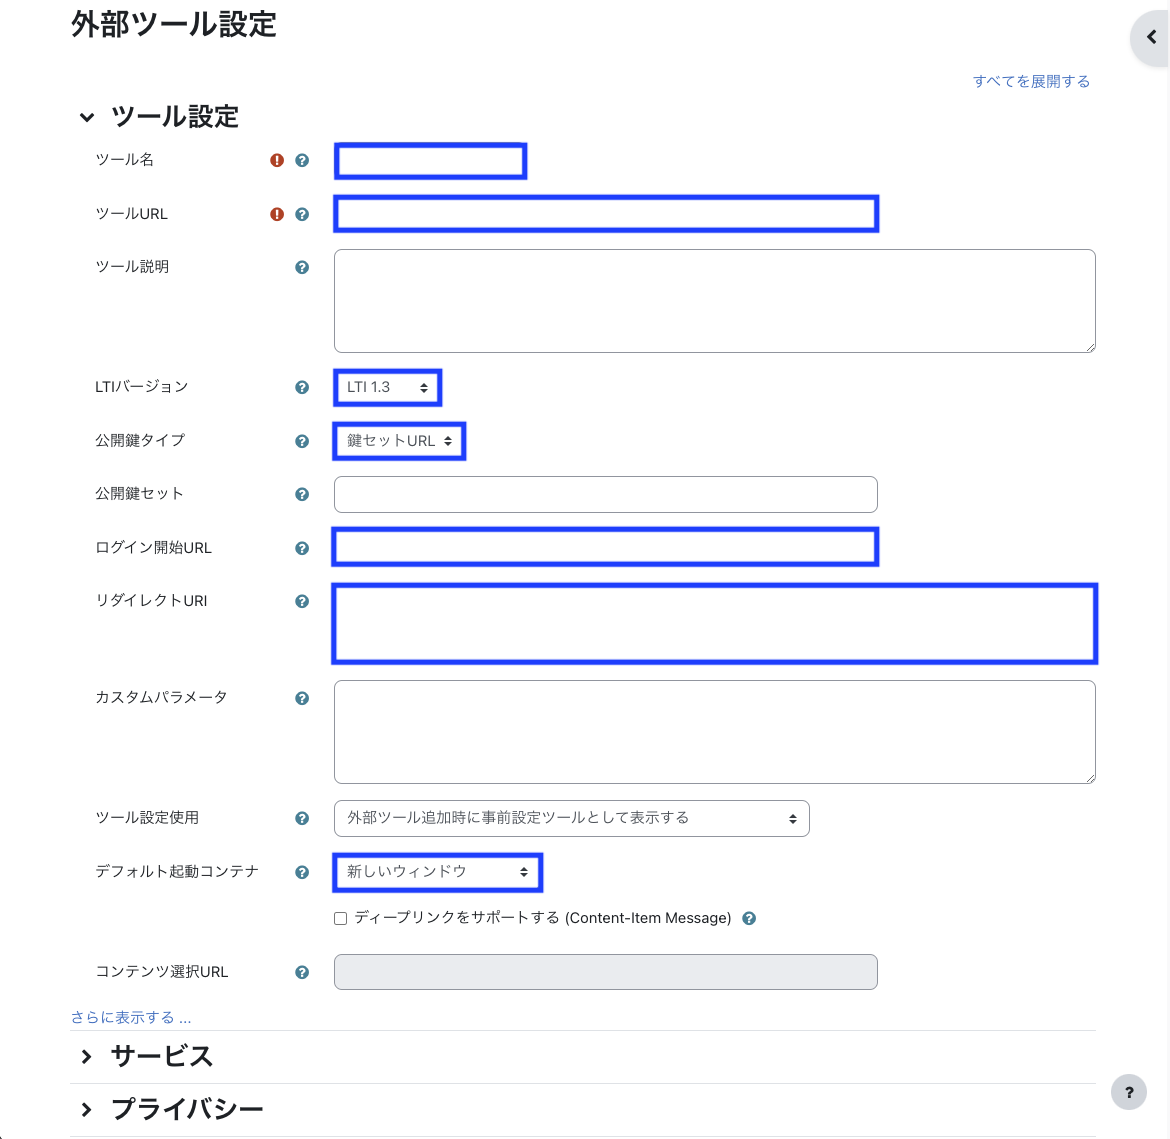 外部ツール設定
すべてを展開する
ツール設定
ツール名
ツールURL
ツール説明
LTIバージョン
LTI 1.3
公開鍵タイプ
鍵セットURL
公開鍵セット
ログイン開始URL
リダイレクトURI
カスタムパラメータ
ツール設定使用
外部ツール追加時に事前設定ツールとして表示する
デフォルト起動コンテナ
新しいウィンドウ
ディープリンクをサポートする (Content-Item Message)
コンテンツ選択URL
さらに表示する ...
サービス
プライバシー